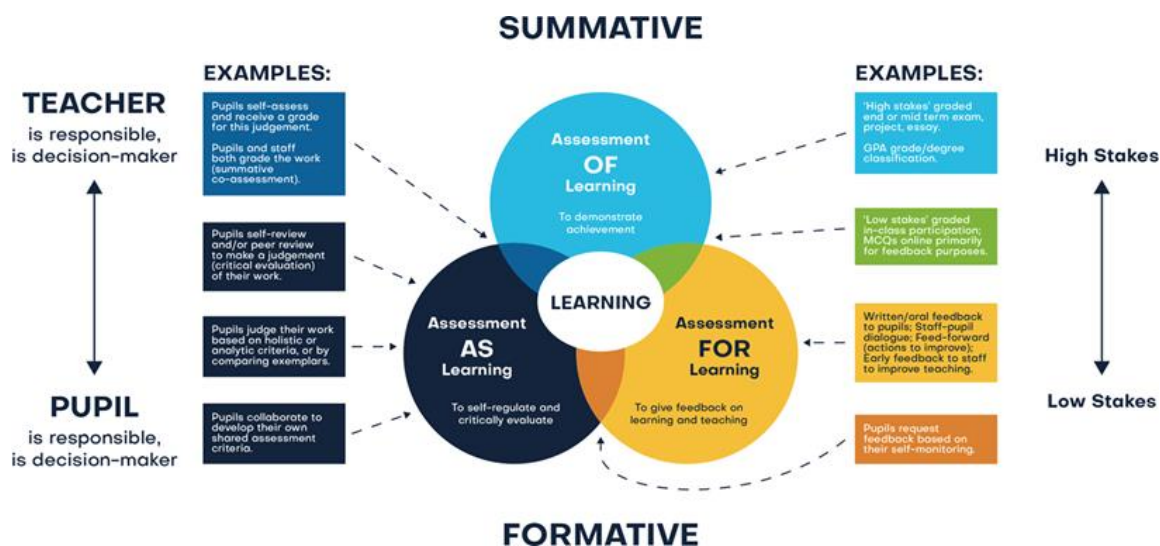 SUMMATIVE
TEACHER
is responsible,
is decision-maker
PUPIL
is responsible,
is decision-maker
EXAMPLES:
Pupils self-assess
and receive a grade
for this judgement.
Pupils and staff
both grade the work
(summative
co-assessment).
Pupils self-review
and/or peer review
to make a judgement
(critical evaluation)
of their work.
Pupils judge their work
based on holistic or
analytic criteria, or by
comparing exemplars.
Pupils collaborate to
develop their own
shared assessment
criteria.
Assessment
OF
Learning
To demonstrate
achievement
LEARNING
Assessment
AS
Learning
To self-regulate and
critically evaluate
Assessment
FOR
Learning
To give feedback on
learning and teaching
EXAMPLES:
'High stakes' graded
end or mid term exam,
project, essay.
GPA grade/degree
classification.
'Low stakes' graded
in-class participation;
MCQs online primarily
for feedback purposes.
Written/oral feedback
to pupils; Staff-pupil
dialogue; Feed-forward
(actions to improve);
Early feedback to staff
to improve teaching.
Pupils request
feedback based on
their self-monitoring.
High Stakes
Low Stakes
FORMATIVE